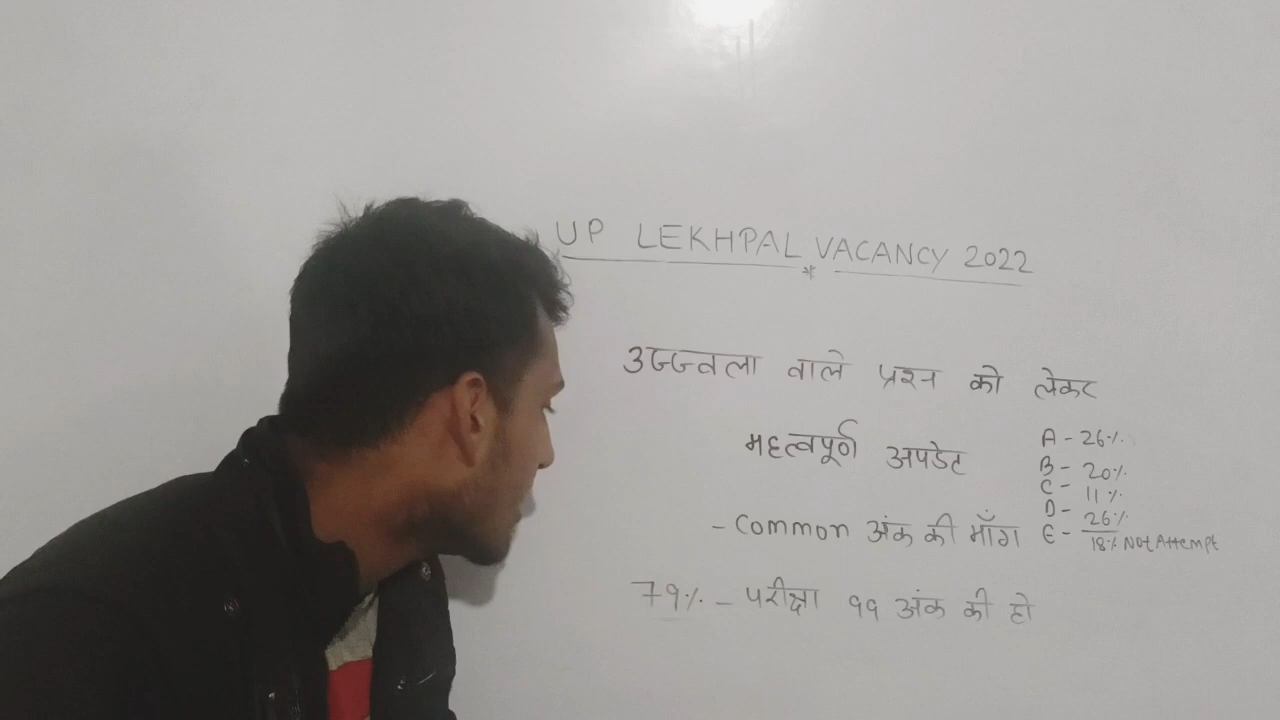 UP LEKHPAL VACANCY 2022
उज्ज्वला वाले प्रश्न को लेकर
महत्वपूर्ण अपडेट
A - 26%
B - 20%
C - 11%
D - 26%
E - 18% Not Attempt
- Common अंक की माँग
79% - परीक्षा ९९ अंक की हो